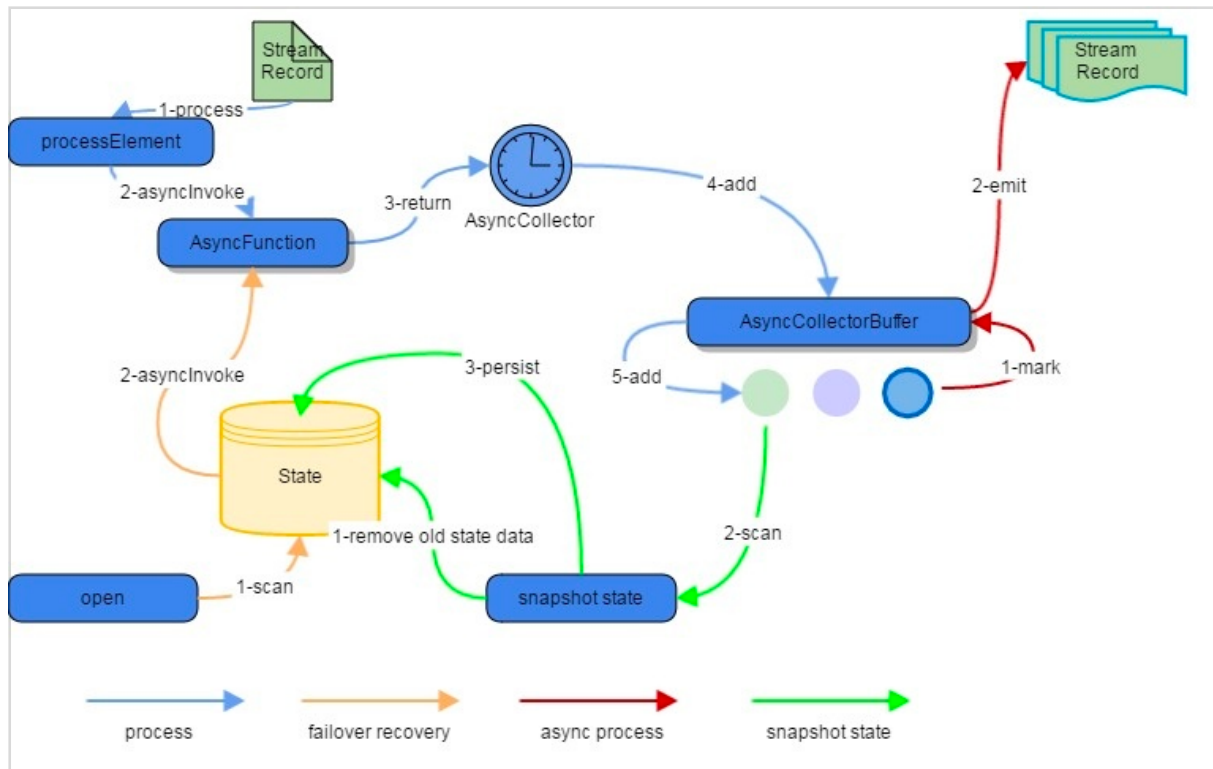 Stream
Record
Stream
Record
1-process
processElement
2-asyncInvoke
3-return
4-add
2-emit
AsyncCollector
AsyncFunction
AsyncCollectorBuffer
2-asyncInvoke
3-persist
5-add
1-mark
State
1-remove old state data
2-scan
1-scan
open
snapshot state
process
failover recovery
async process
snapshot state